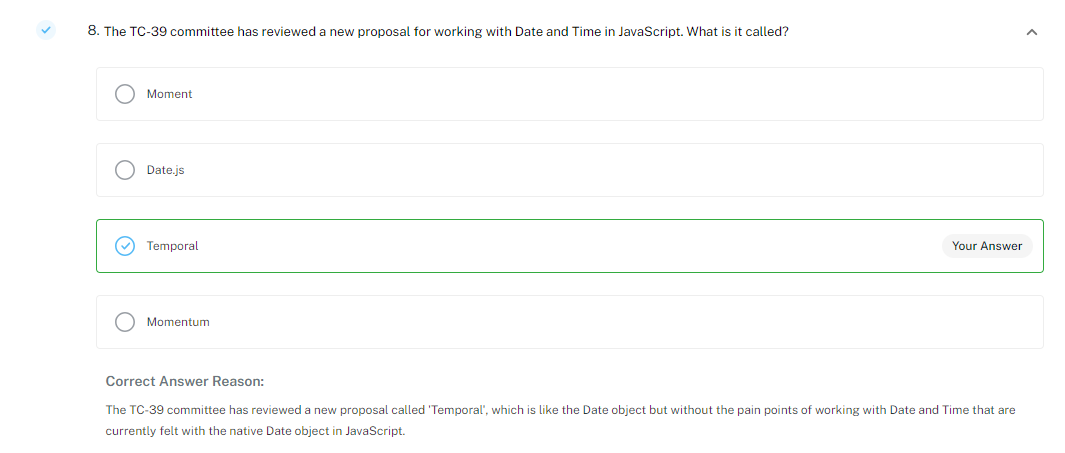 8. The TC-39 committee has reviewed a new proposal for working with Date and Time in JavaScript. What is it called?
Moment
Date.js
Temporal
Your Answer
Momentum
Correct Answer Reason:
The TC-39 committee has reviewed a new proposal called 'Temporal', which is like the Date object but without the pain points of working with Date and Time that are
currently felt with the native Date object in JavaScript.